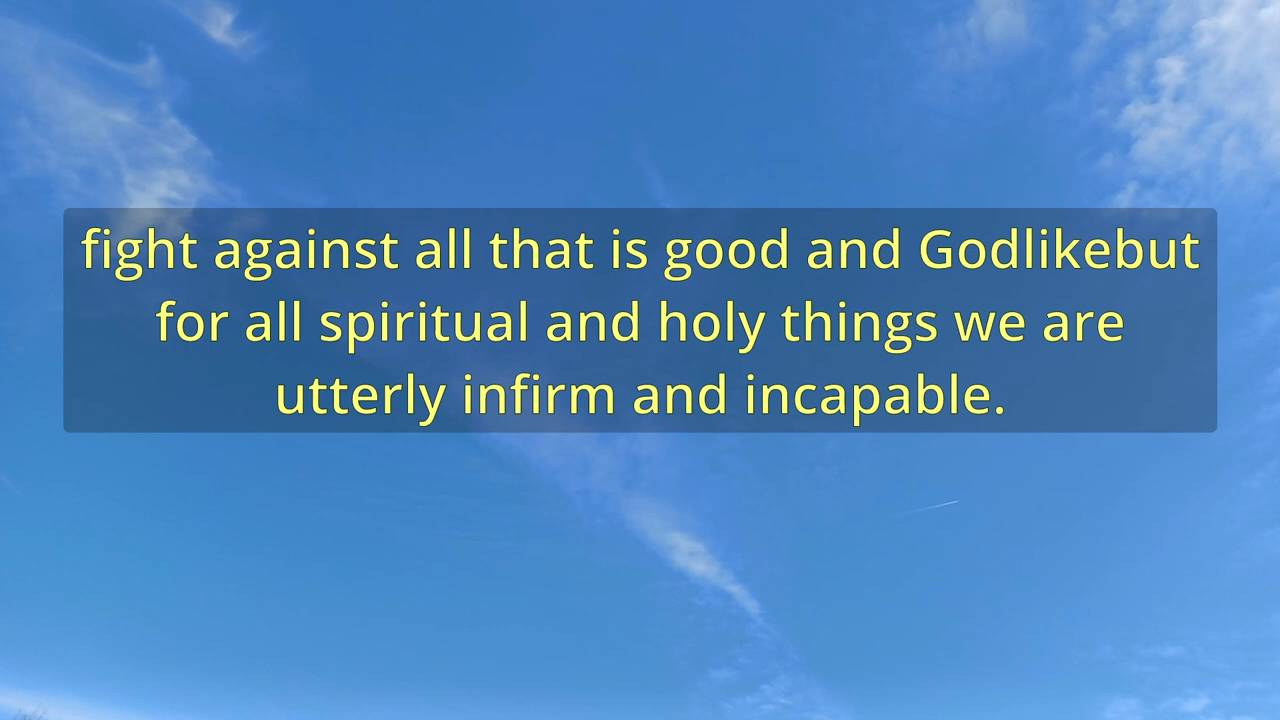 fight against all that is good and Godlikebut
for all spiritual and holy things we are
utterly infirm and incapable.